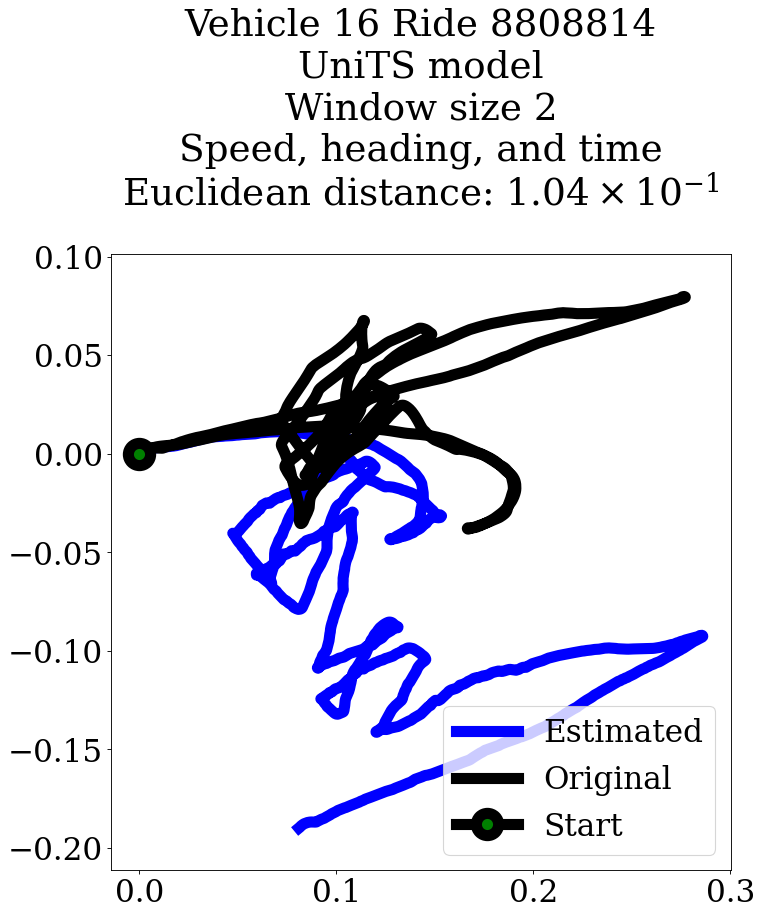 Vehicle 16 Ride 8808814
UniTS model
Window size 2
Speed, heading, and time
Euclidean distance: $1.04 \times 10^{-1}$
0.10
0.05
0.00
−0.05
−0.10
−0.15
−0.20
0.0 0.1 0.2 0.3
Estimated
Original
Start